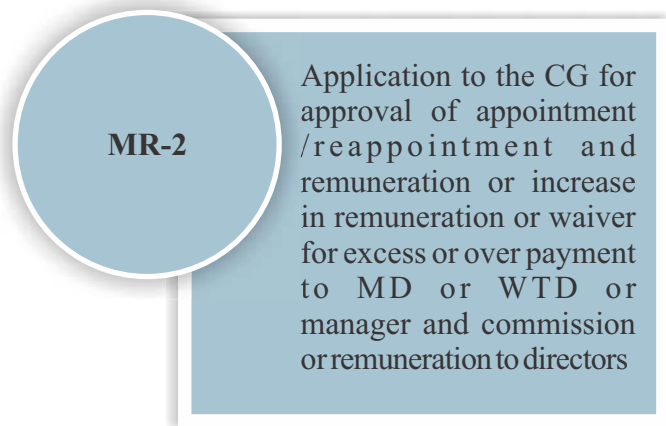 MR-2
Application to the CG for
approval of appointment
/reappointment and
remuneration or increase
in remuneration or waiver
for excess or over payment
to MD or WTD or
manager and commission
or remuneration to directors